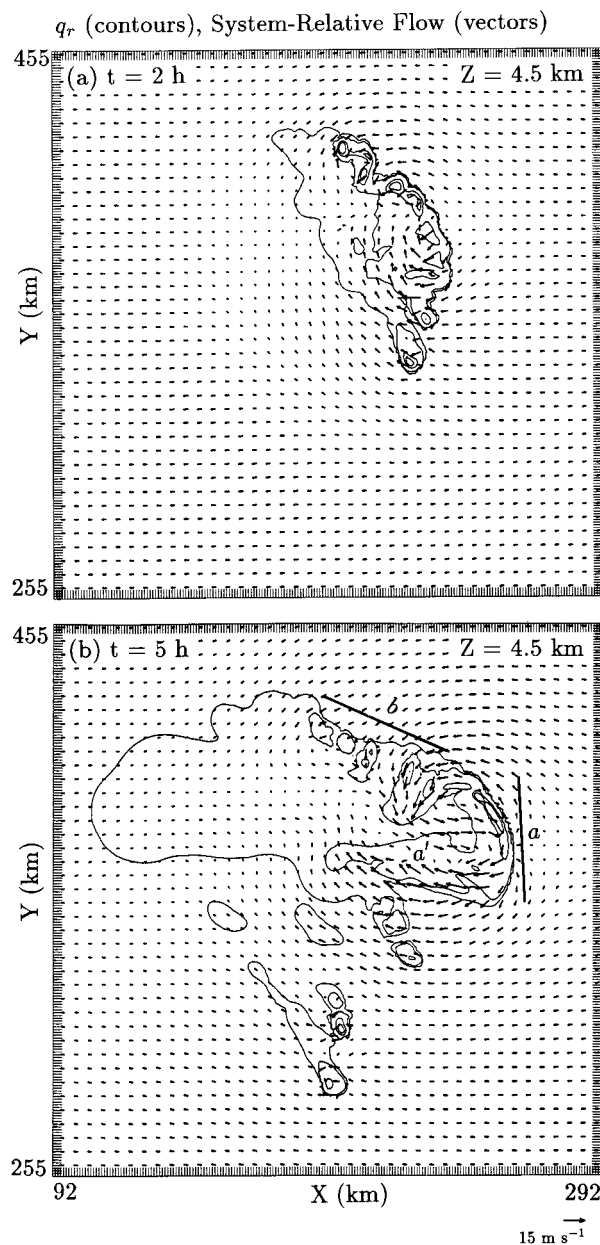 q_r (contours), System-Relative Flow (vectors)
455
(a) t = 2 h
Z = 4.5 km
Y (km)
255
455
(b) t = 5 h
Z = 4.5 km
b
a
a'
Y (km)
255
92
X (km)
292
15 m s⁻¹